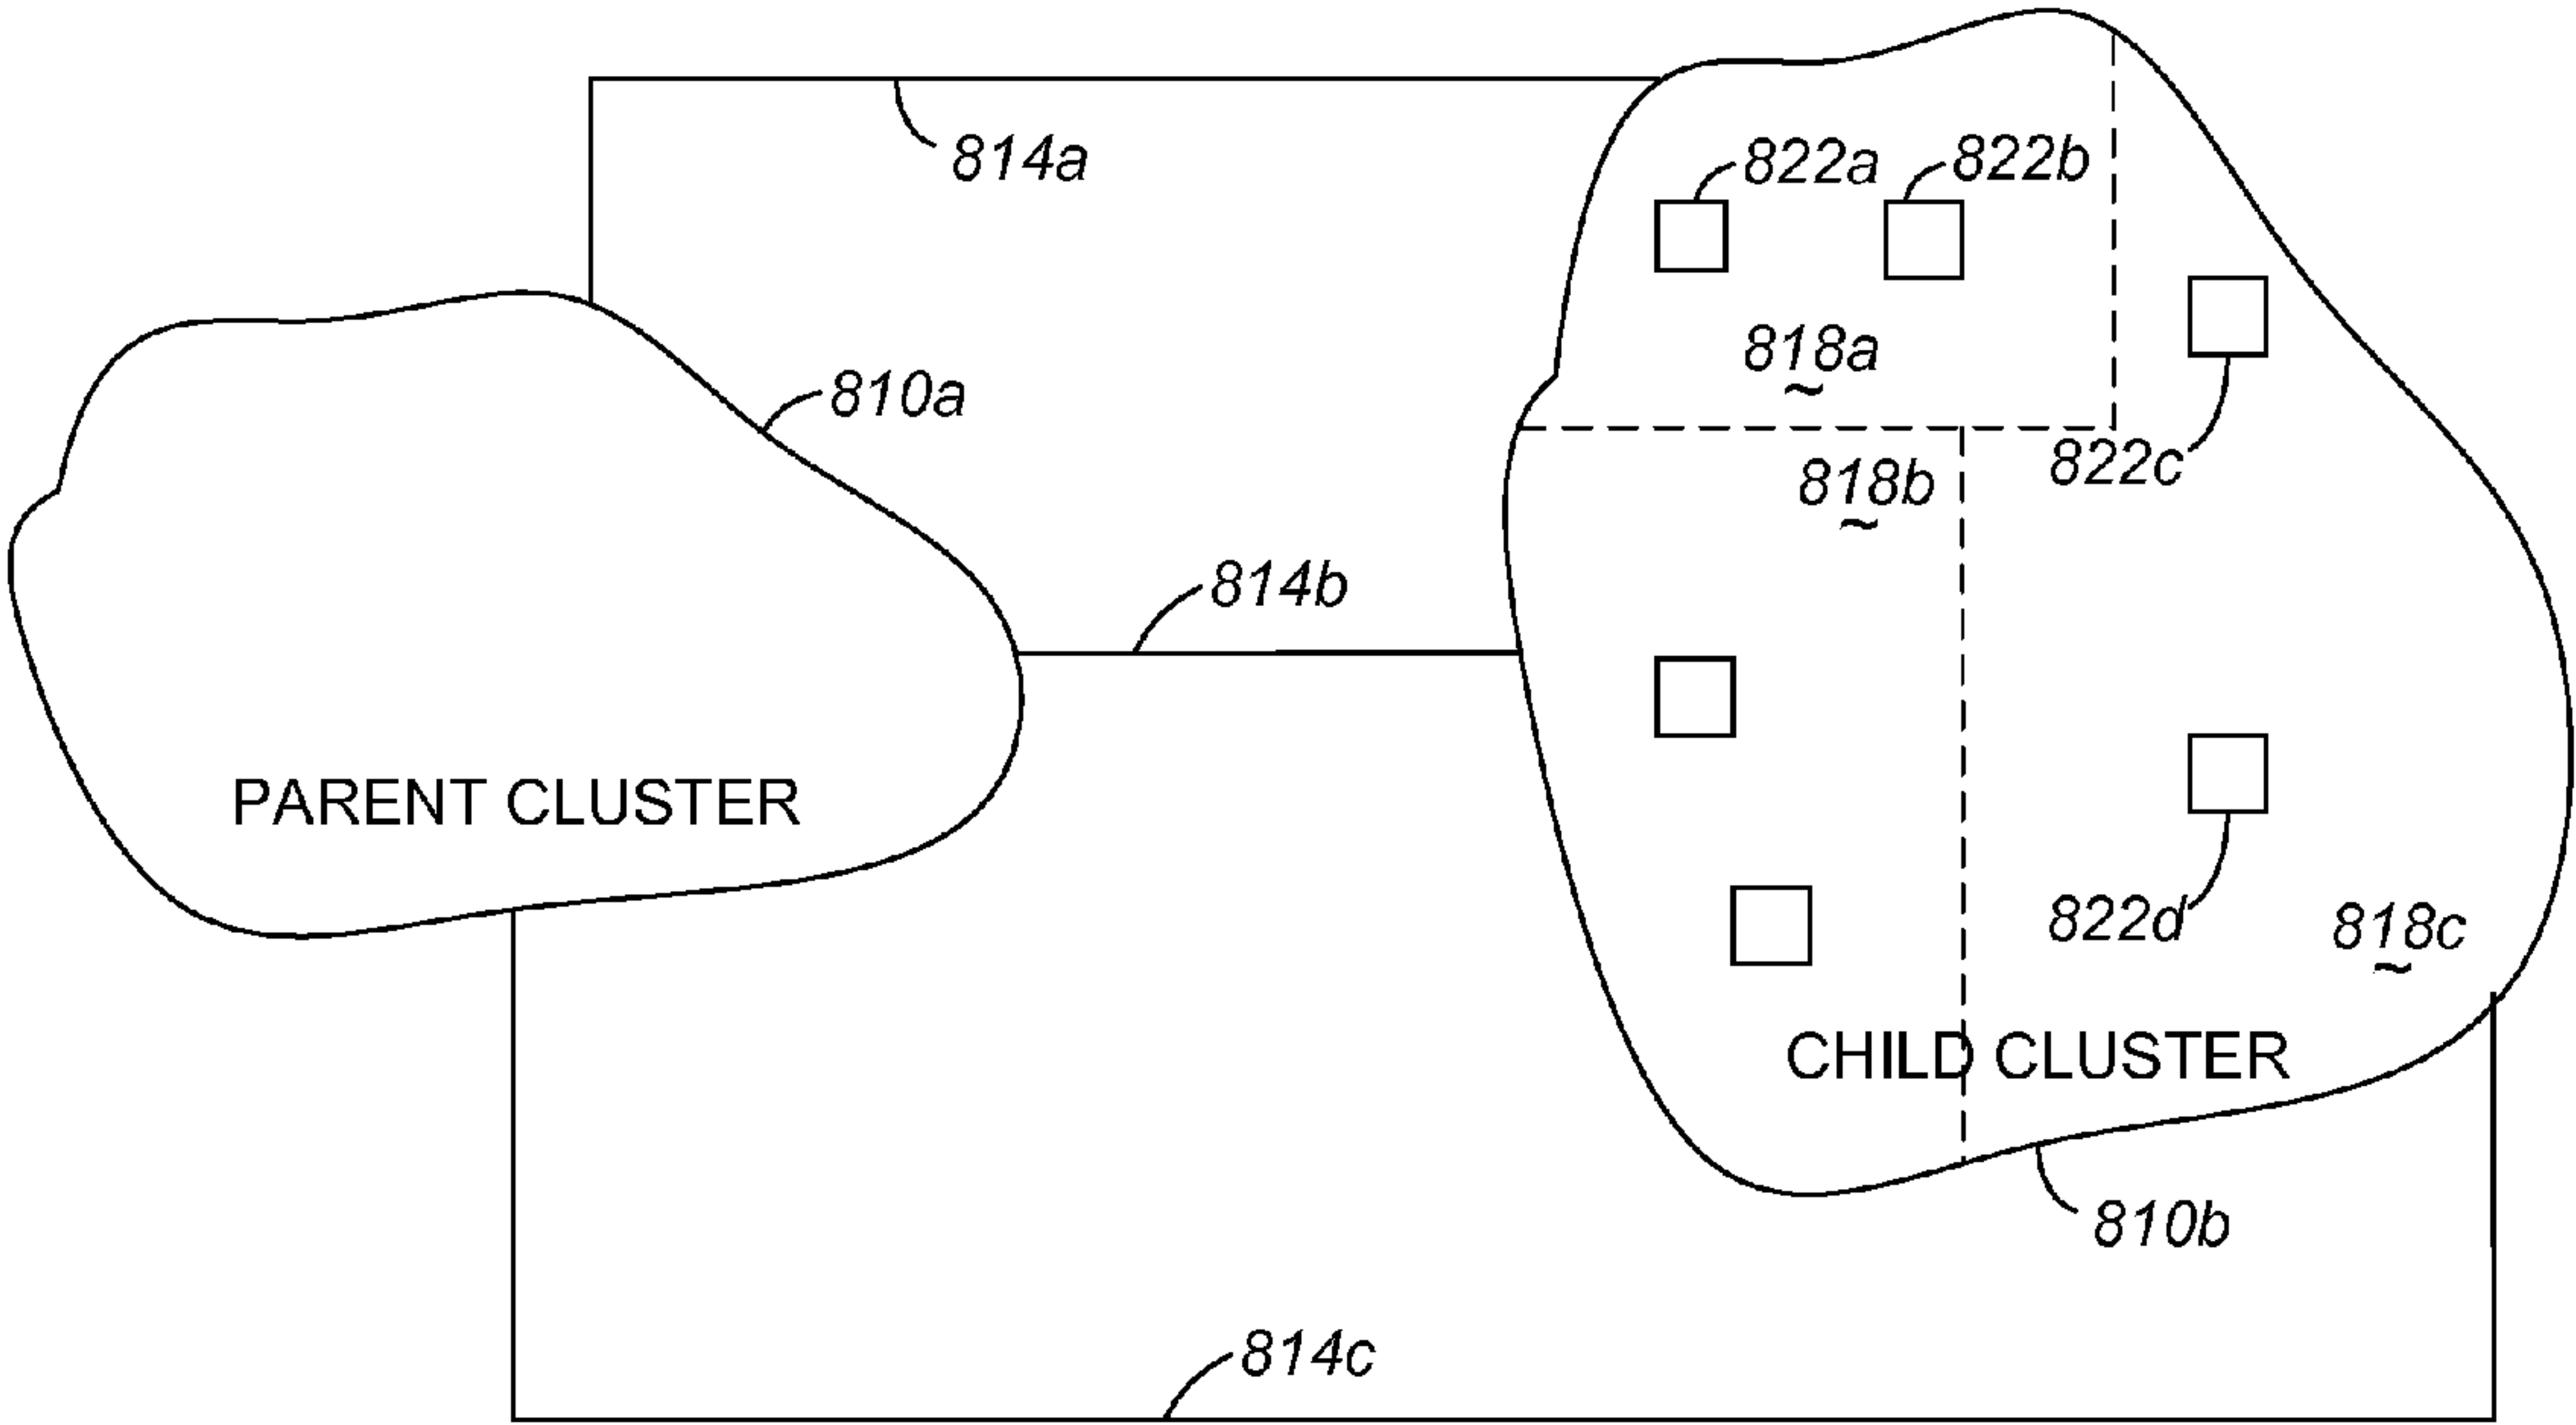 814a
822a
822b
818a
810a
822c
818b
814b
PARENT CLUSTER
822d
818c
CHILD CLUSTER
810b
814c